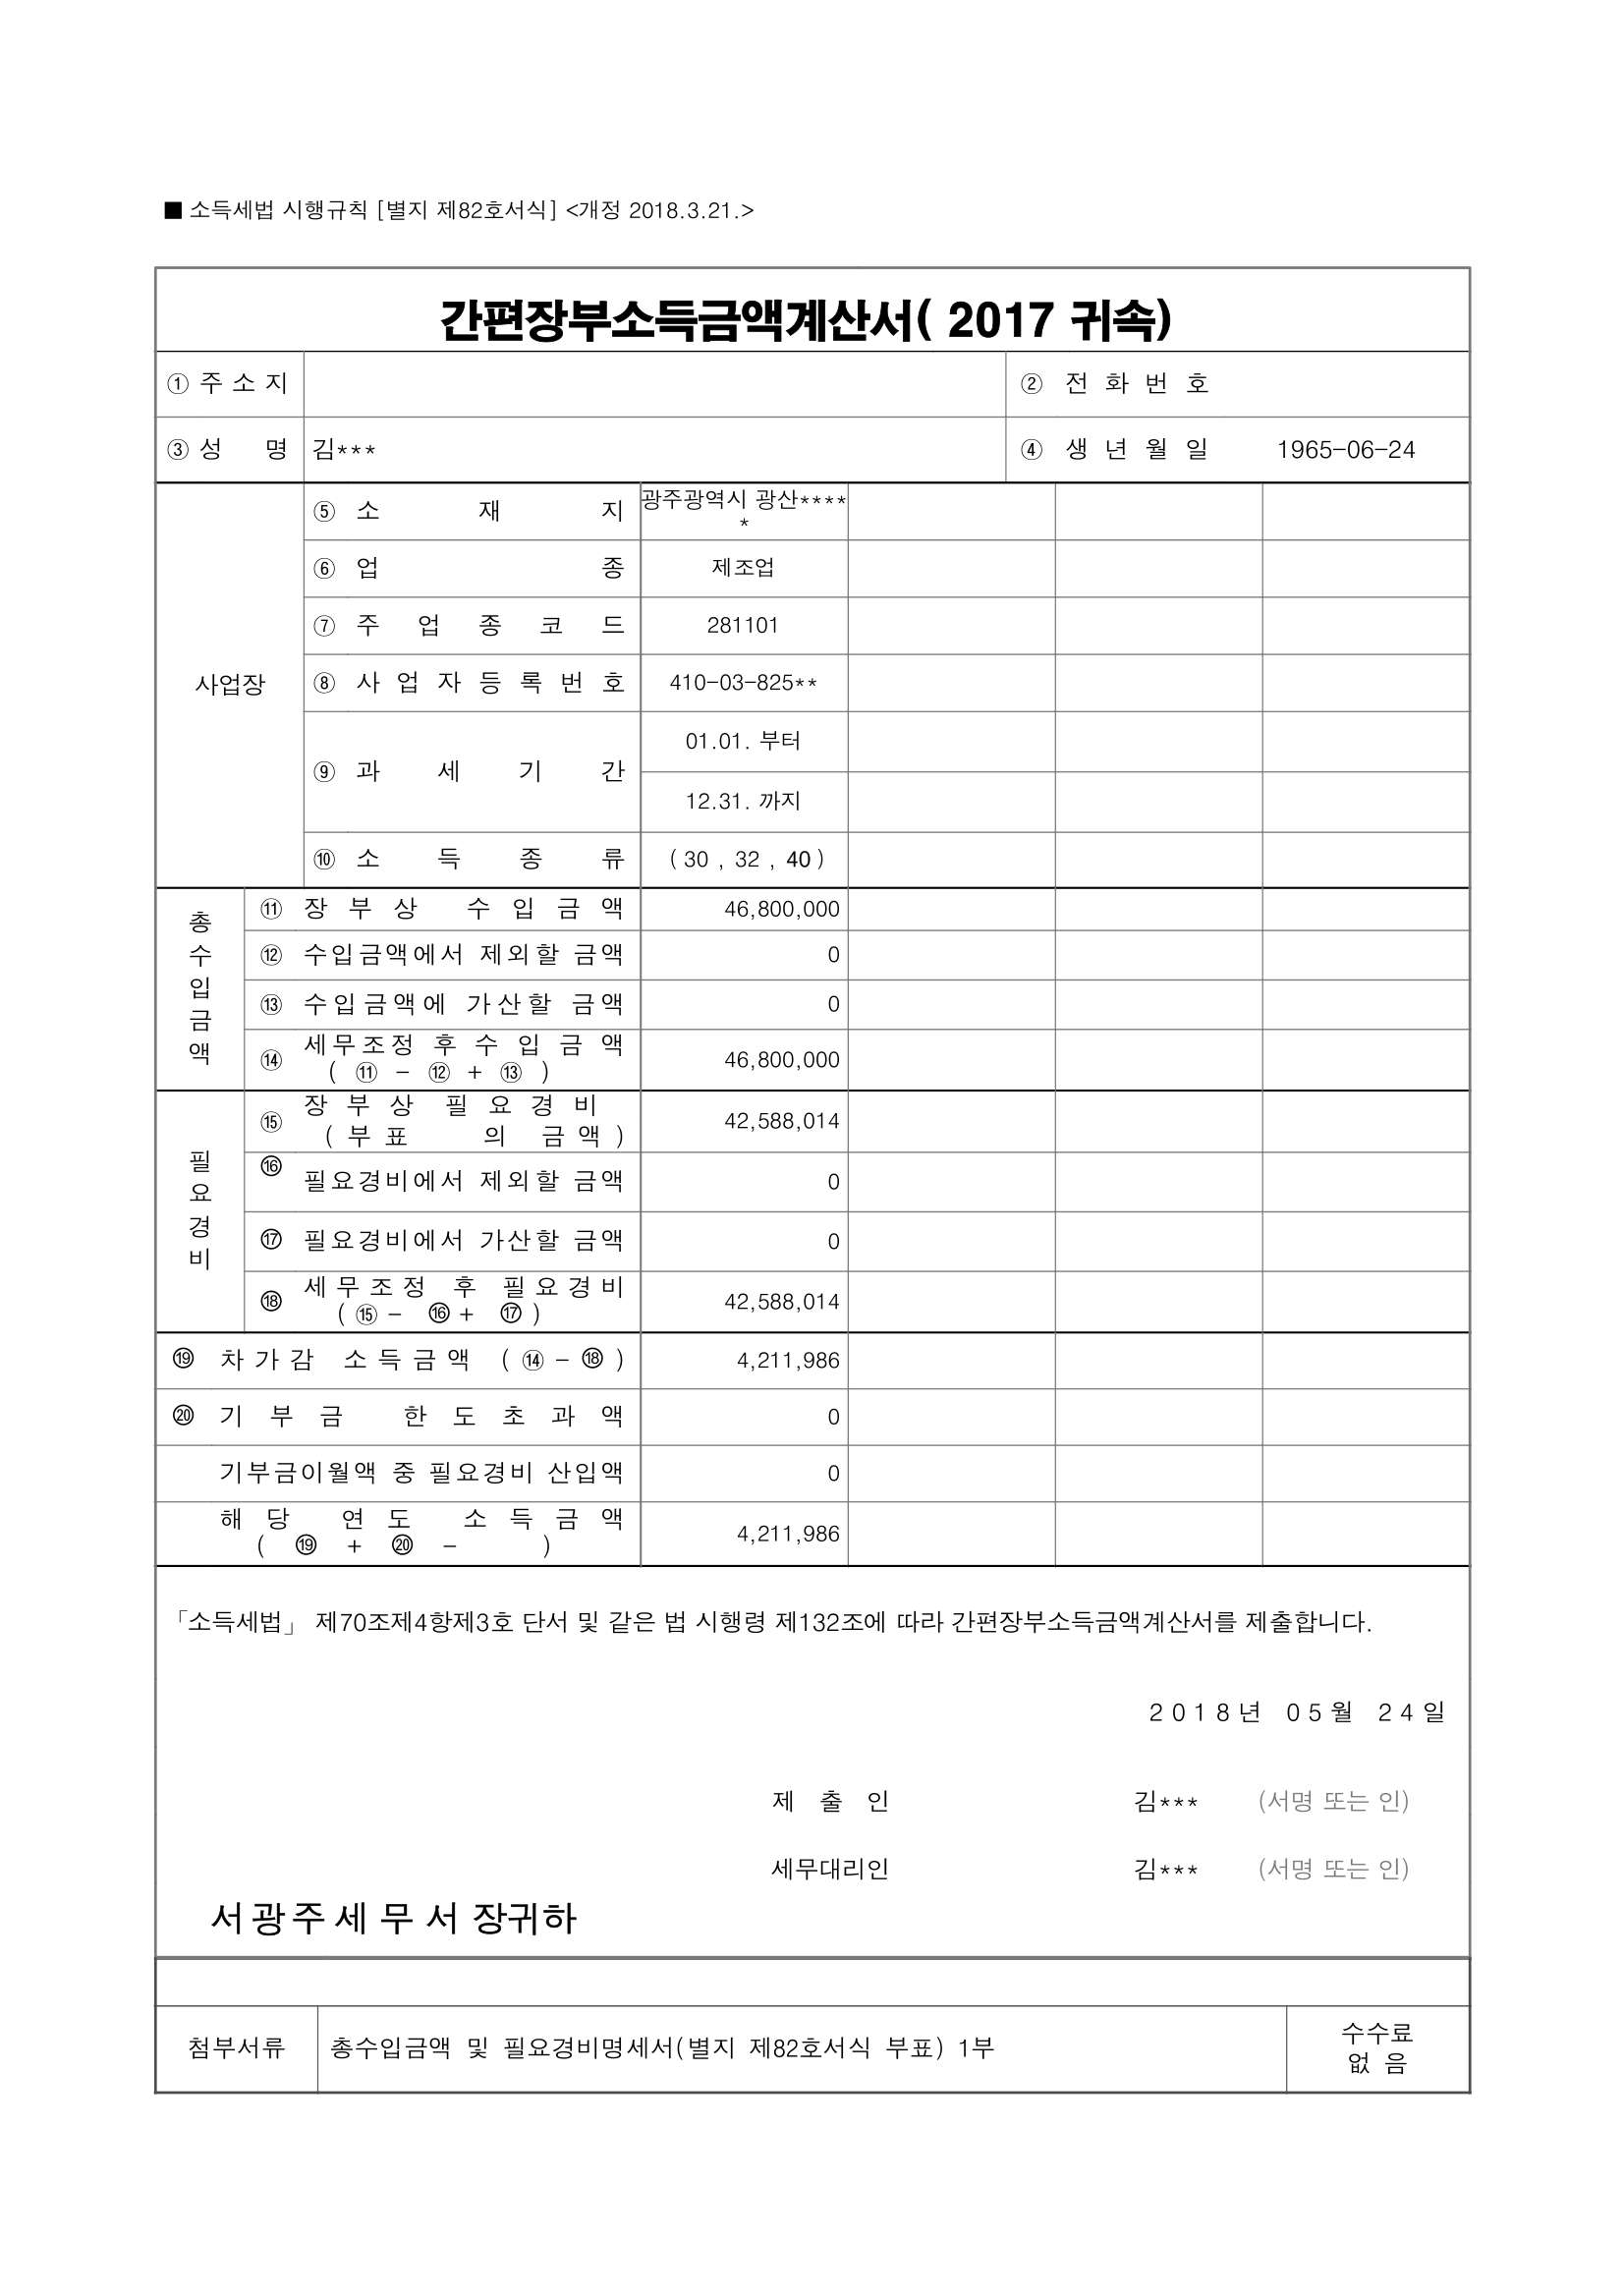 ■ 소득세법 시행규칙 [별지 제82호서식] <개정 2018.3.21.>
간편장부소득금액계산서( 2017 귀속)
① 주 소 지
② 전 화 번 호
③ 성 명 김***
④ 생 년 월 일 1965-06-24
사업장
⑤ 소 재 지 광주광역시 광산****
*
⑥ 업 종 제조업
⑦ 주 업 종 코 드 281101
⑧ 사 업 자 등 록 번 호 410-03-825**
⑨ 과 세 기 간
01.01. 부터
12.31. 까지
⑩ 소 득 종 류 ( 30 , 32 , 40 )
총
수
입
금
액
⑪ 장 부 상 수 입 금 액 46,800,000
⑫ 수입금액에서 제외할 금액 0
⑬ 수입금액에 가산할 금액 0
⑭ 세무조정 후 수 입 금 액
( ⑪ - ⑫ + ⑬ ) 46,800,000
필
요
경
비
⑮ 장 부 상 필 요 경 비
( 부 표 의 금 액 ) 42,588,014
⑯ 필요경비에서 제외할 금액 0
⑰ 필요경비에서 가산할 금액 0
⑱ 세 무 조 정 후 필 요 경 비
( ⑮ - ⑯ + ⑰ ) 42,588,014
⑲ 차 가 감 소 득 금 액 ( ⑭ - ⑱ ) 4,211,986
⑳ 기 부 금 한 도 초 과 액 0
기부금이월액 중 필요경비 산입액 0
해 당 연 도 소 득 금 액
( ⑲ + ⑳ - ) 4,211,986
「소득세법」 제70조제4항제3호 단서 및 같은 법 시행령 제132조에 따라 간편장부소득금액계산서를 제출합니다.
2018년 05월 24일
제 출 인 김*** (서명 또는 인)
세무대리인 김*** (서명 또는 인)
서 광 주 세 무 서 장귀하
첨부서류
총수입금액 및 필요경비명세서(별지 제82호서식 부표) 1부
수수료
없 음